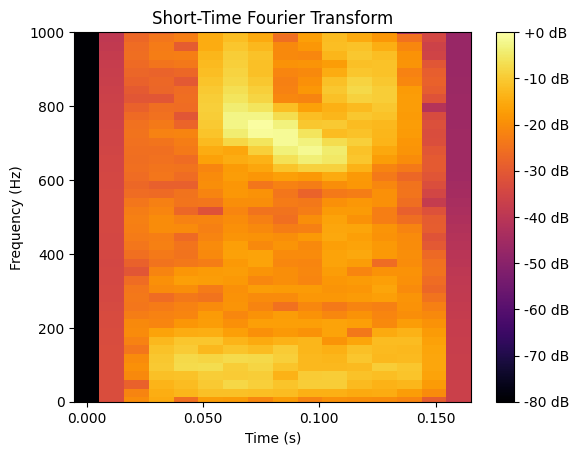 Short-Time Fourier Transform
1000
800
600
400
200
0
Frequency (Hz)
0.000 0.050 0.100 0.150
Time (s)
+0 dB
-10 dB
-20 dB
-30 dB
-40 dB
-50 dB
-60 dB
-70 dB
-80 dB